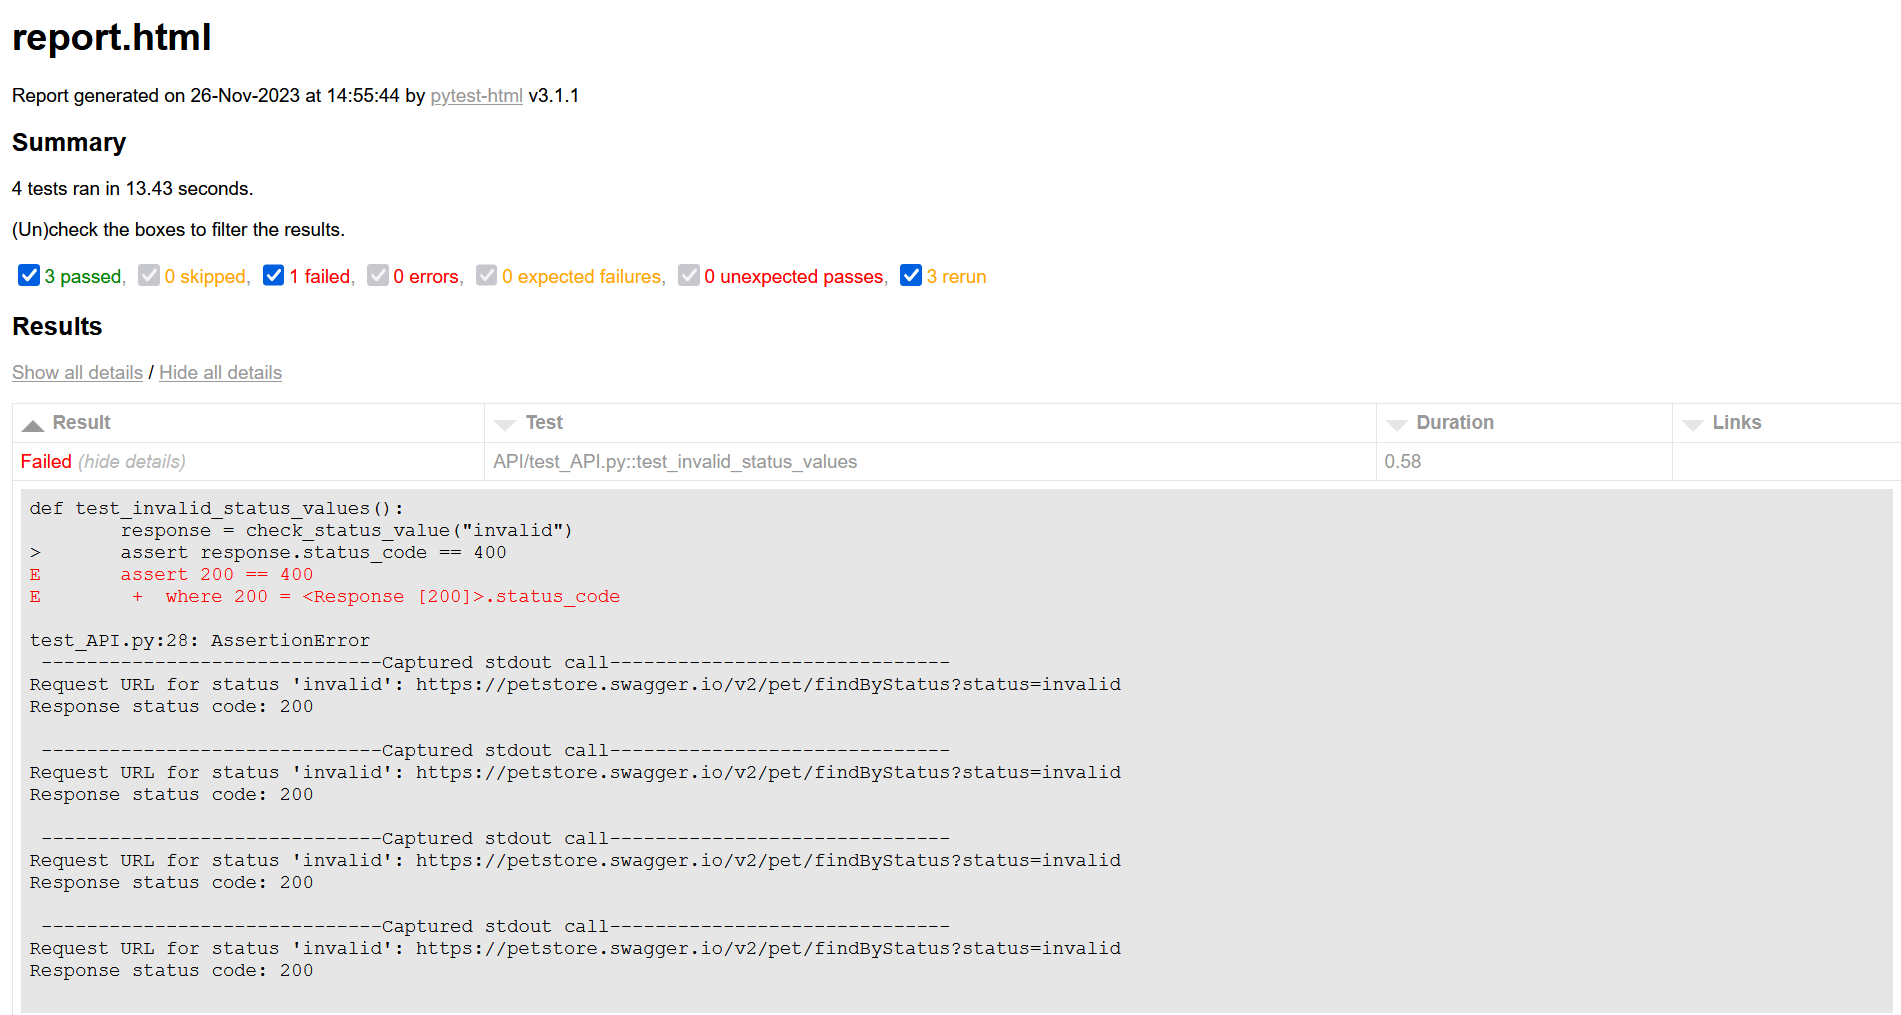 report.html
Report generated on 26-Nov-2023 at 14:55:44 by pytest-html v3.1.1
Summary
4 tests ran in 13.43 seconds.
(Un)check the boxes to filter the results.
3 passed, 0 skipped, 1 failed, 0 errors, 0 expected failures, 0 unexpected passes, 3 rerun
Results
Show all details / Hide all details
Result Test Duration Links
Failed (hide details) API/test_API.py::test_invalid_status_values 0.58
def test_invalid_status_values():
        response = check_status_value("invalid")
>       assert response.status_code == 400
E       assert 200 == 400
E        +  where 200 = <Response [200]>.status_code
test_API.py:28: AssertionError
 ------------------------------Captured stdout call------------------------------
Request URL for status 'invalid': https://petstore.swagger.io/v2/pet/findByStatus?status=invalid
Response status code: 200
 ------------------------------Captured stdout call------------------------------
Request URL for status 'invalid': https://petstore.swagger.io/v2/pet/findByStatus?status=invalid
Response status code: 200
 ------------------------------Captured stdout call------------------------------
Request URL for status 'invalid': https://petstore.swagger.io/v2/pet/findByStatus?status=invalid
Response status code: 200
 ------------------------------Captured stdout call------------------------------
Request URL for status 'invalid': https://petstore.swagger.io/v2/pet/findByStatus?status=invalid
Response status code: 200